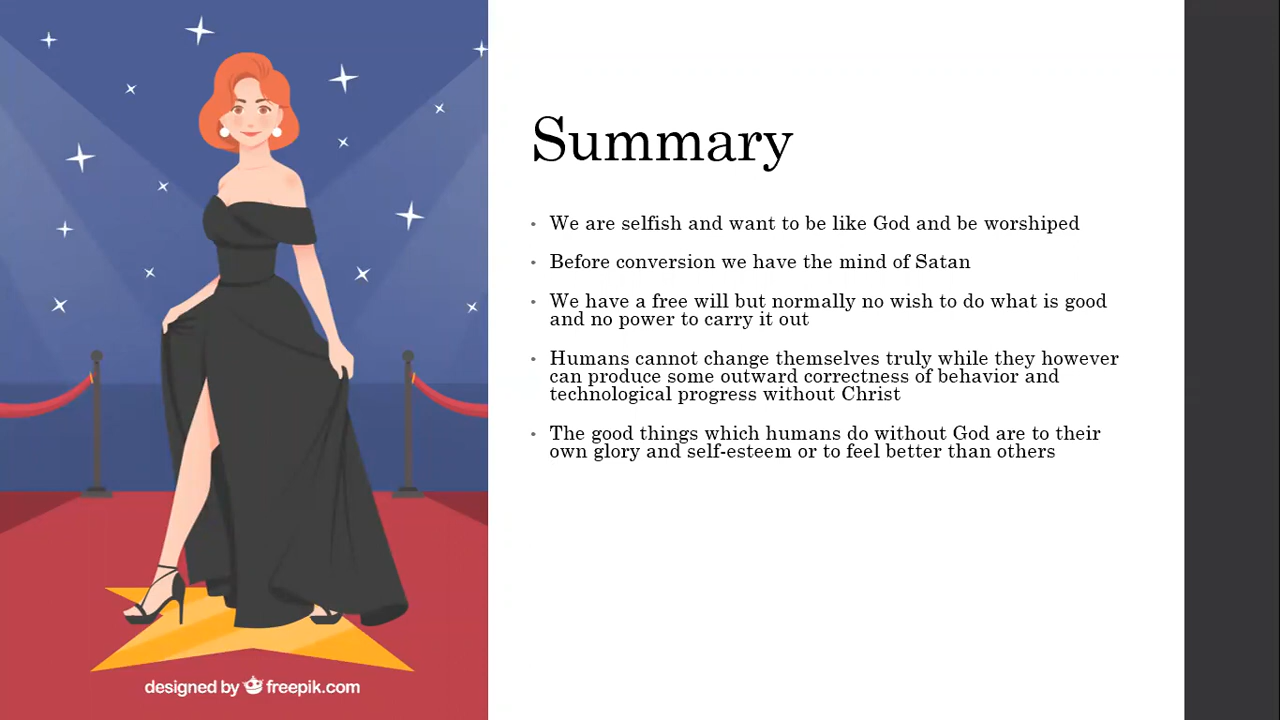 Summary
• We are selfish and want to be like God and be worshiped
• Before conversion we have the mind of Satan
• We have a free will but normally no wish to do what is good
and no power to carry it out
• Humans cannot change themselves truly while they however
can produce some outward correctness of behavior and
technological progress without Christ
• The good things which humans do without God are to their
own glory and self-esteem or to feel better than others
designed by freepik.com